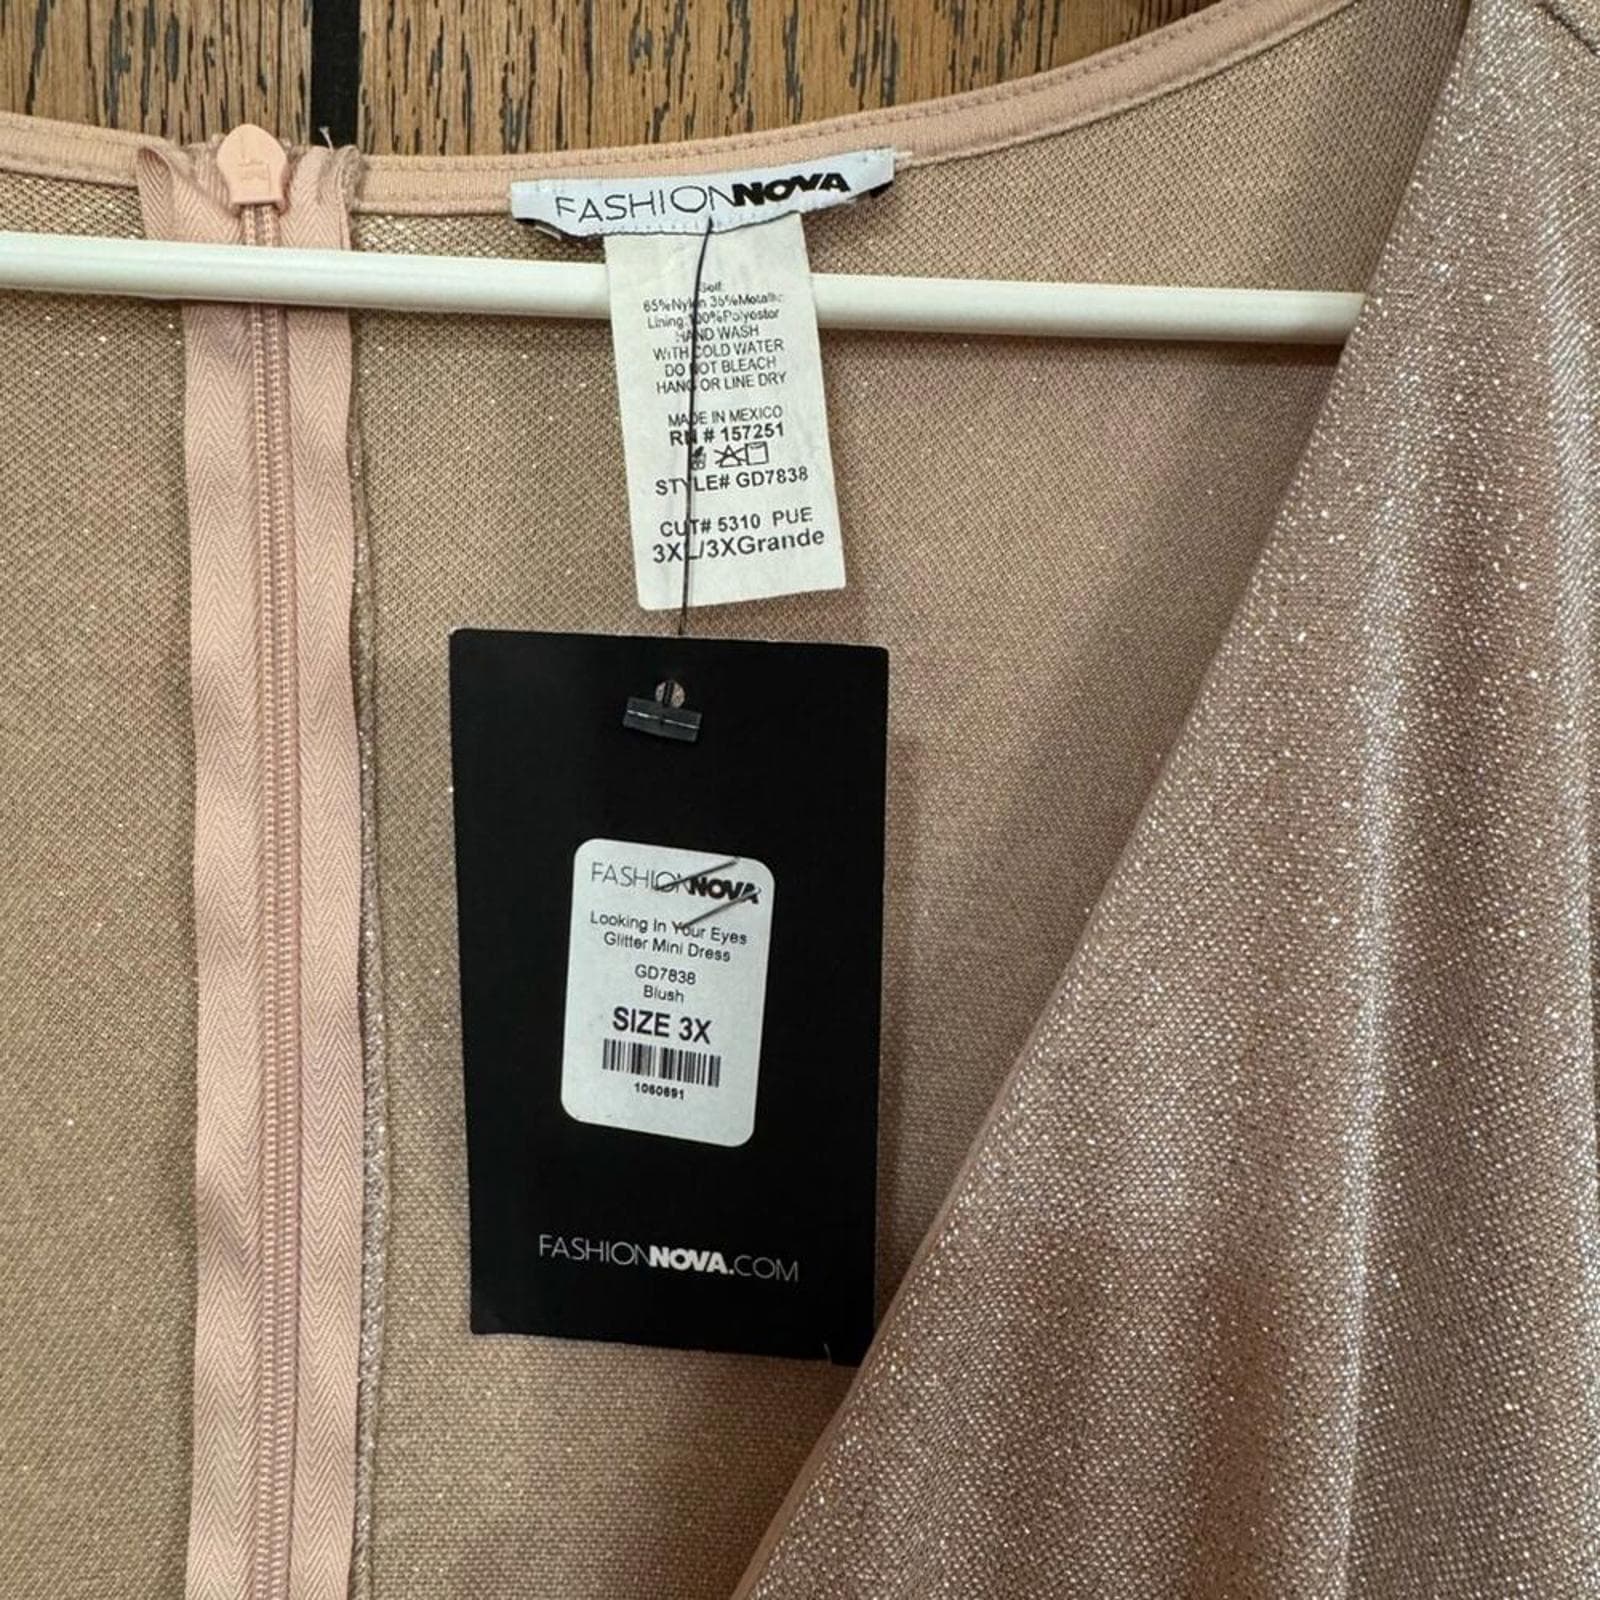 FASHIONNOVA
Self:
65%Nylon 35%Metallic
Lining:100%Polyester
HAND WASH
WITH COLD WATER
DO NOT BLEACH
HANG OR LINE DRY
MADE IN MEXICO
RN # 157251
STYLE# GD7838
CUT# 5310 PUE
3XL/3XGrande
FASHIONNOVA
Looking In Your Eyes
Glitter Mini Dress
GD7838
Blush
SIZE 3X
1060691
FASHIONNOVA.COM